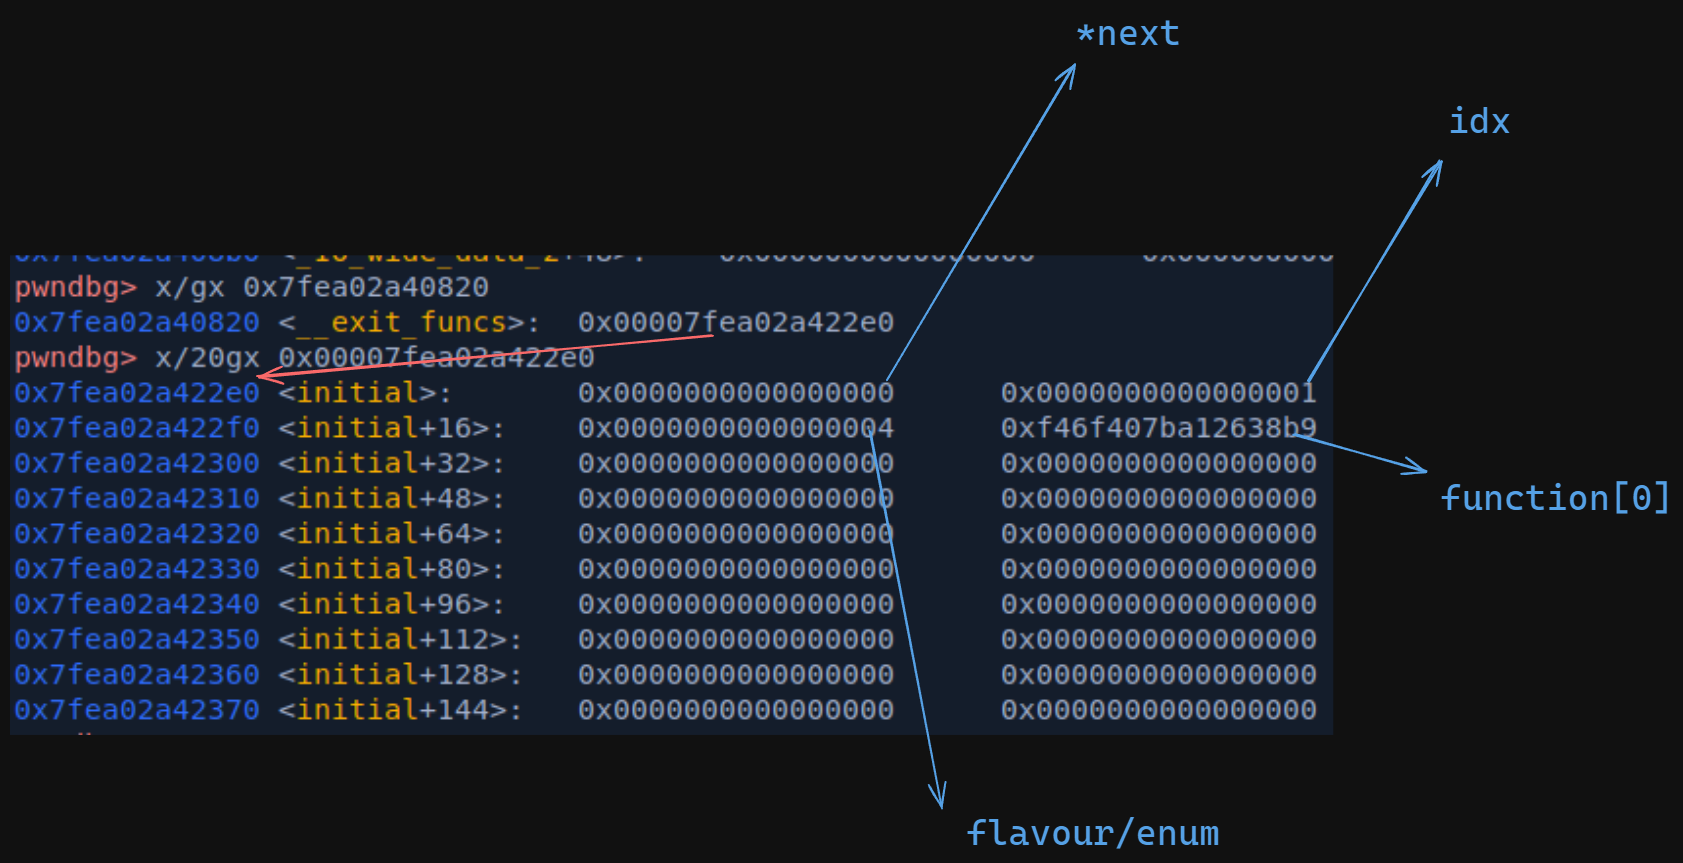 *next
idx
pwndbg> x/gx 0x7fea02a40820
0x7fea02a40820 <__exit_funcs>: 0x00007fea02a422e0
pwndbg> x/20gx 0x00007fea02a422e0
0x7fea02a422e0 <initial>: 0x0000000000000000 0x0000000000000001
0x7fea02a422f0 <initial+16>: 0x0000000000000004 0xf46f407ba12638b9
0x7fea02a42300 <initial+32>: 0x0000000000000000 0x0000000000000000
0x7fea02a42310 <initial+48>: 0x0000000000000000 0x0000000000000000
0x7fea02a42320 <initial+64>: 0x0000000000000000 0x0000000000000000
0x7fea02a42330 <initial+80>: 0x0000000000000000 0x0000000000000000
0x7fea02a42340 <initial+96>: 0x0000000000000000 0x0000000000000000
0x7fea02a42350 <initial+112>: 0x0000000000000000 0x0000000000000000
0x7fea02a42360 <initial+128>: 0x0000000000000000 0x0000000000000000
0x7fea02a42370 <initial+144>: 0x0000000000000000 0x0000000000000000
function[0]
flavour/enum